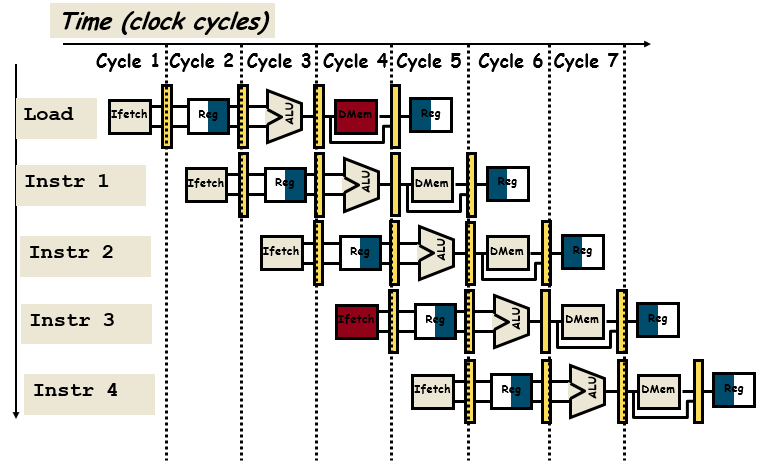 Time (clock cycles)
Cycle 1 Cycle 2 Cycle 3 Cycle 4 Cycle 5 Cycle 6 Cycle 7
Load Ifetch Reg ALU DMem Reg
Instr 1 Ifetch Reg ALU DMem Reg
Instr 2 Ifetch Reg ALU DMem Reg
Instr 3 Ifetch Reg ALU DMem Reg
Instr 4 Ifetch Reg ALU DMem Reg